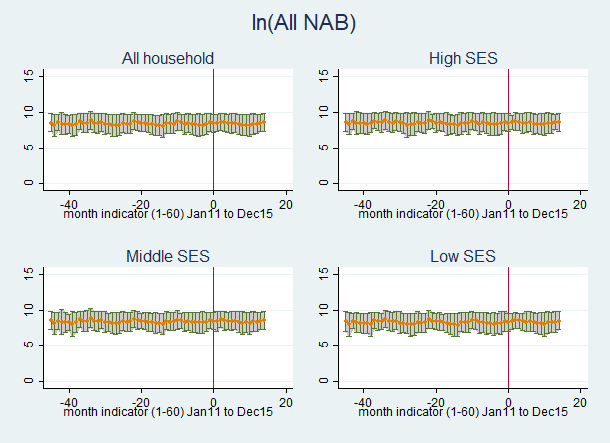 ln(All NAB)
All household
High SES
15
10
5
0
-40 -20 0 20
month indicator (1-60) Jan11 to Dec15
15
10
5
0
-40 -20 0 20
month indicator (1-60) Jan11 to Dec15
Middle SES
Low SES
15
10
5
0
-40 -20 0 20
month indicator (1-60) Jan11 to Dec15
15
10
5
0
-40 -20 0 20
month indicator (1-60) Jan11 to Dec15